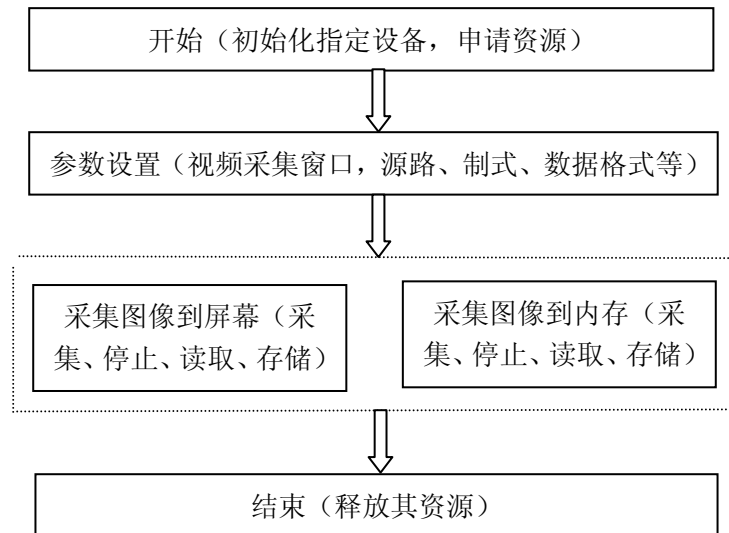 开始（初始化指定设备，申请资源）
参数设置（视频采集窗口，源路、制式、数据格式等）
采集图像到屏幕（采
集、停止、读取、存储）
采集图像到内存（采
集、停止、读取、存储）
结束（释放其资源）